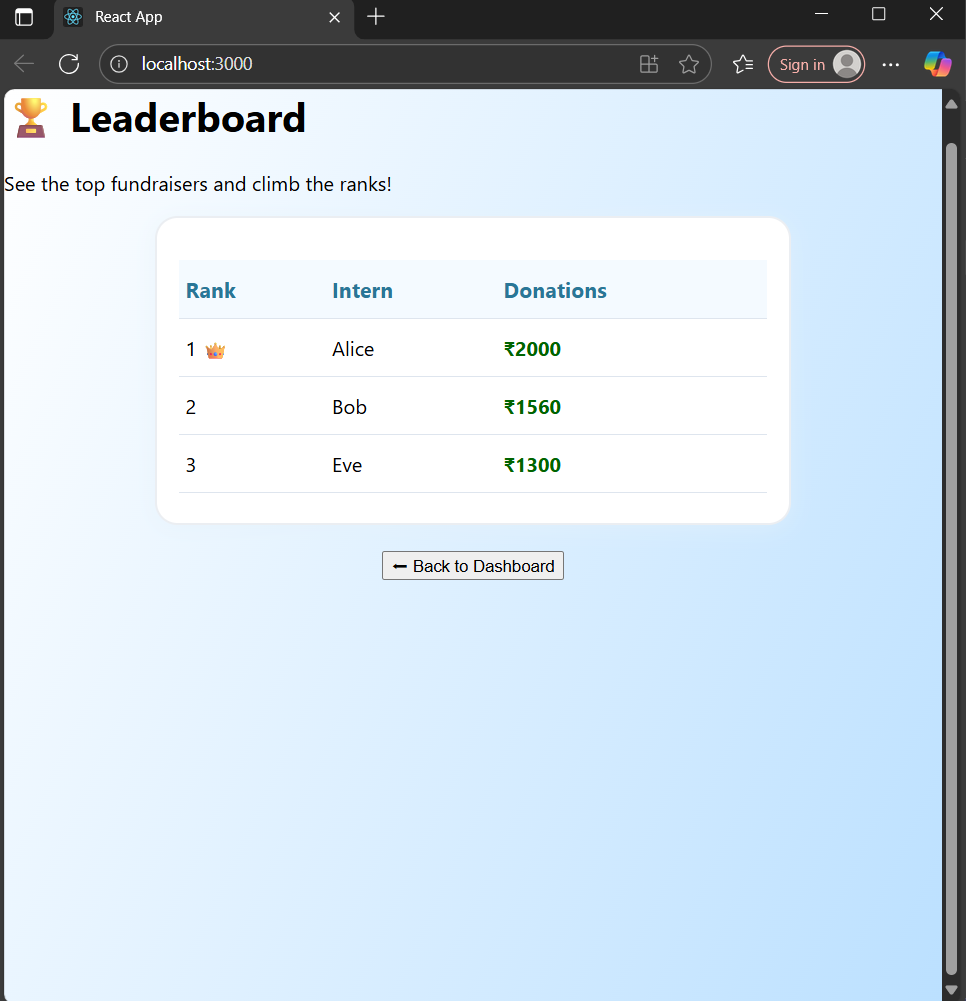 React App
localhost:3000
Sign in
Leaderboard
See the top fundraisers and climb the ranks!
Rank Intern Donations
1 Alice ₹2000
2 Bob ₹1560
3 Eve ₹1300
← Back to Dashboard